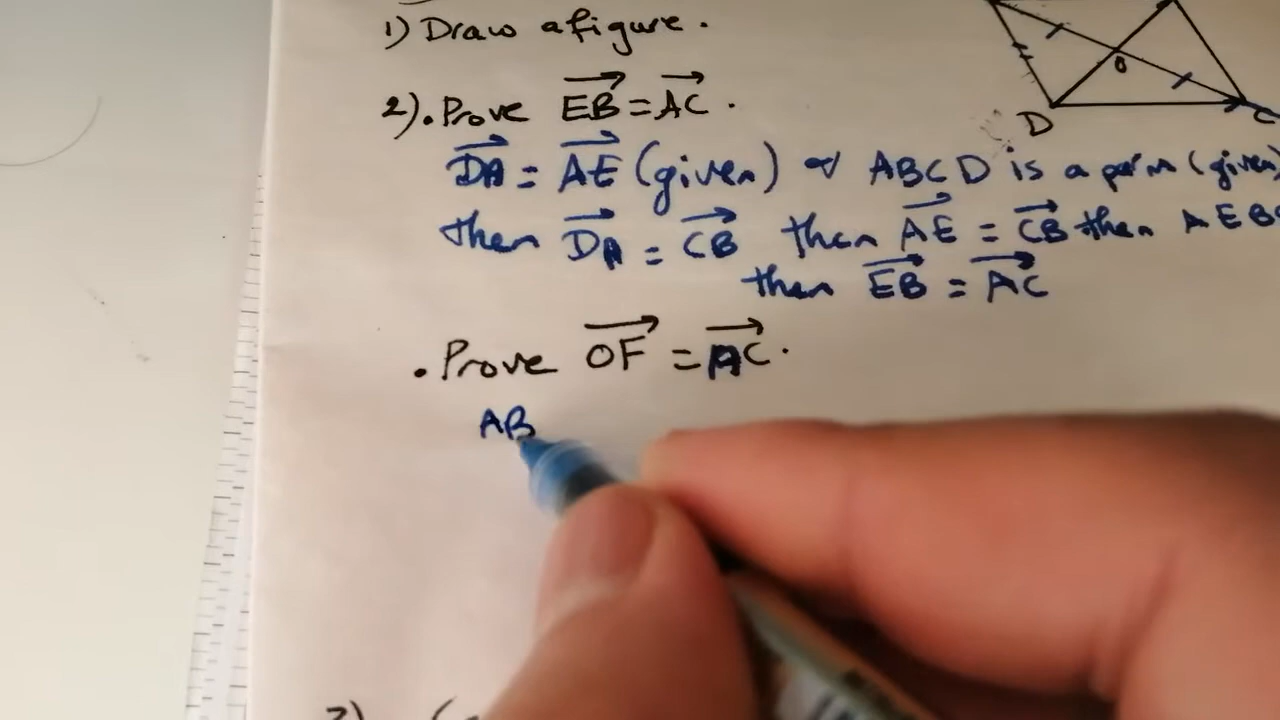 1) Draw a figure.
2). Prove EB = AC.
DA = AE (given) & ABCD is a parm (given)
then DA = CB then AE = CB then AEB
then EB = AC
. Prove OF = AC.
AB
O
D
C